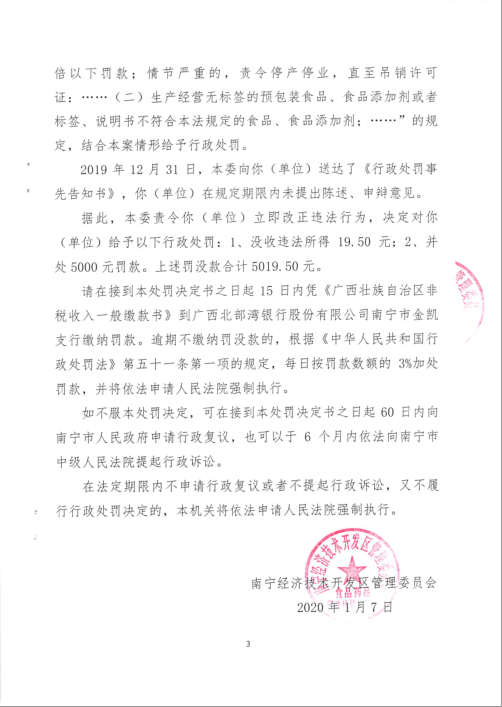 倍以下罚款；情节严重的，责令停产停业，直至吊销许可
证：……（二）生产经营无标签的预包装食品、食品添加剂或者
标签、说明书不符合本法规定的食品、食品添加剂；……”的规
定，结合本案情形给予行政处罚。
2019 年 12 月 31 日，本委向你（单位）送达了《行政处罚事
先告知书》，你（单位）在规定期限内未提出陈述、申辩意见。
据此，本委责令你（单位）立即改正违法行为，决定对你
（单位）给予以下行政处罚：1、没收违法所得 19.50 元；2、并
处 5000 元罚款。上述罚没款合计 5019.50 元。
请在接到本处罚决定书之日起 15 日内凭《广西壮族自治区非
税收入一般缴款书》到广西北部湾银行股份有限公司南宁市金凯
支行缴纳罚款。逾期不缴纳罚没款的，根据《中华人民共和国行
政处罚法》第五十一条第一项的规定，每日按罚款数额的 3%加处
罚款，并将依法申请人民法院强制执行。
如不服本处罚决定，可在接到本处罚决定书之日起 60 日内向
南宁市人民政府申请行政复议，也可以于 6 个月内依法向南宁市
中级人民法院提起行政诉讼。
在法定期限内不申请行政复议或者不提起行政诉讼，又不履
行行政处罚决定的，本机关将依法申请人民法院强制执行。
南宁经济技术开发区管理委员会
食品药品
2020 年 1 月 7 日
3